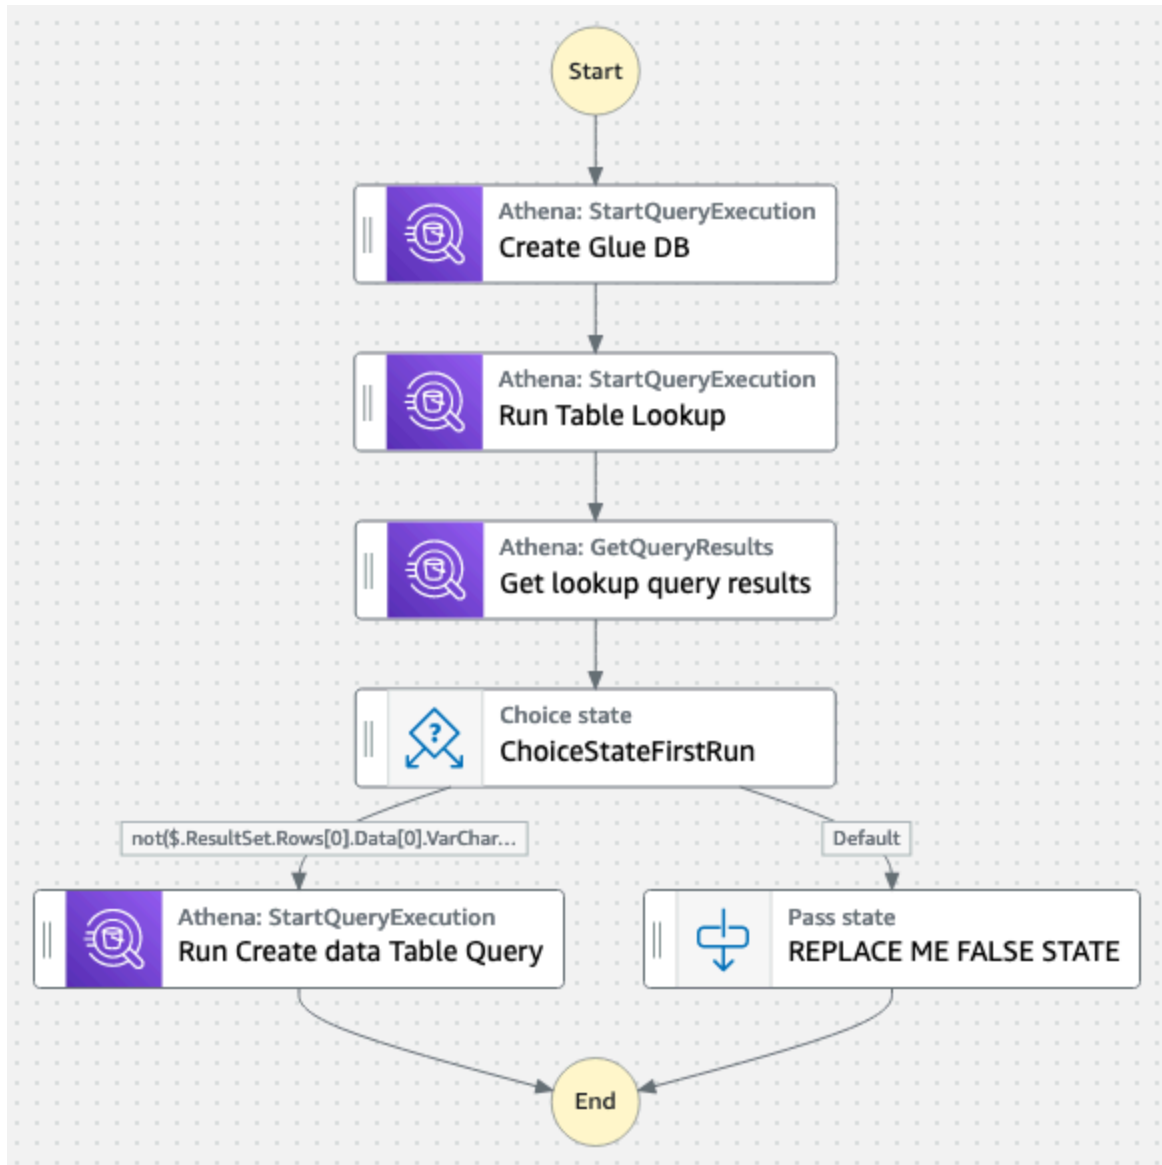 Start
Athena: StartQueryExecution
Create Glue DB
Athena: StartQueryExecution
Run Table Lookup
Athena: GetQueryResults
Get lookup query results
?
Choice state
ChoiceStateFirstRun
not($.ResultSet.Rows[0].Data[0].VarChar...
Default
Athena: StartQueryExecution
Run Create data Table Query
Pass state
REPLACE ME FALSE STATE
End